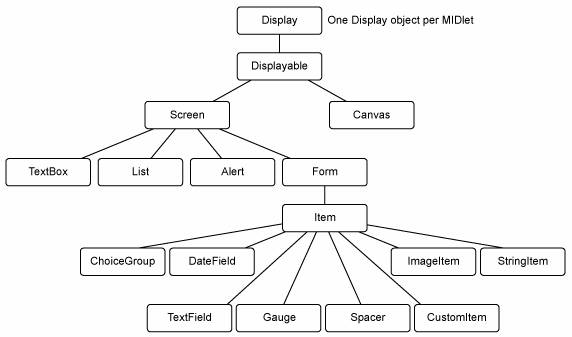 Display
One Display object per MIDlet
Displayable
Screen
Canvas
TextBox
List
Alert
Form
Item
ChoiceGroup
DateField
ImageItem
StringItem
TextField
Gauge
Spacer
CustomItem